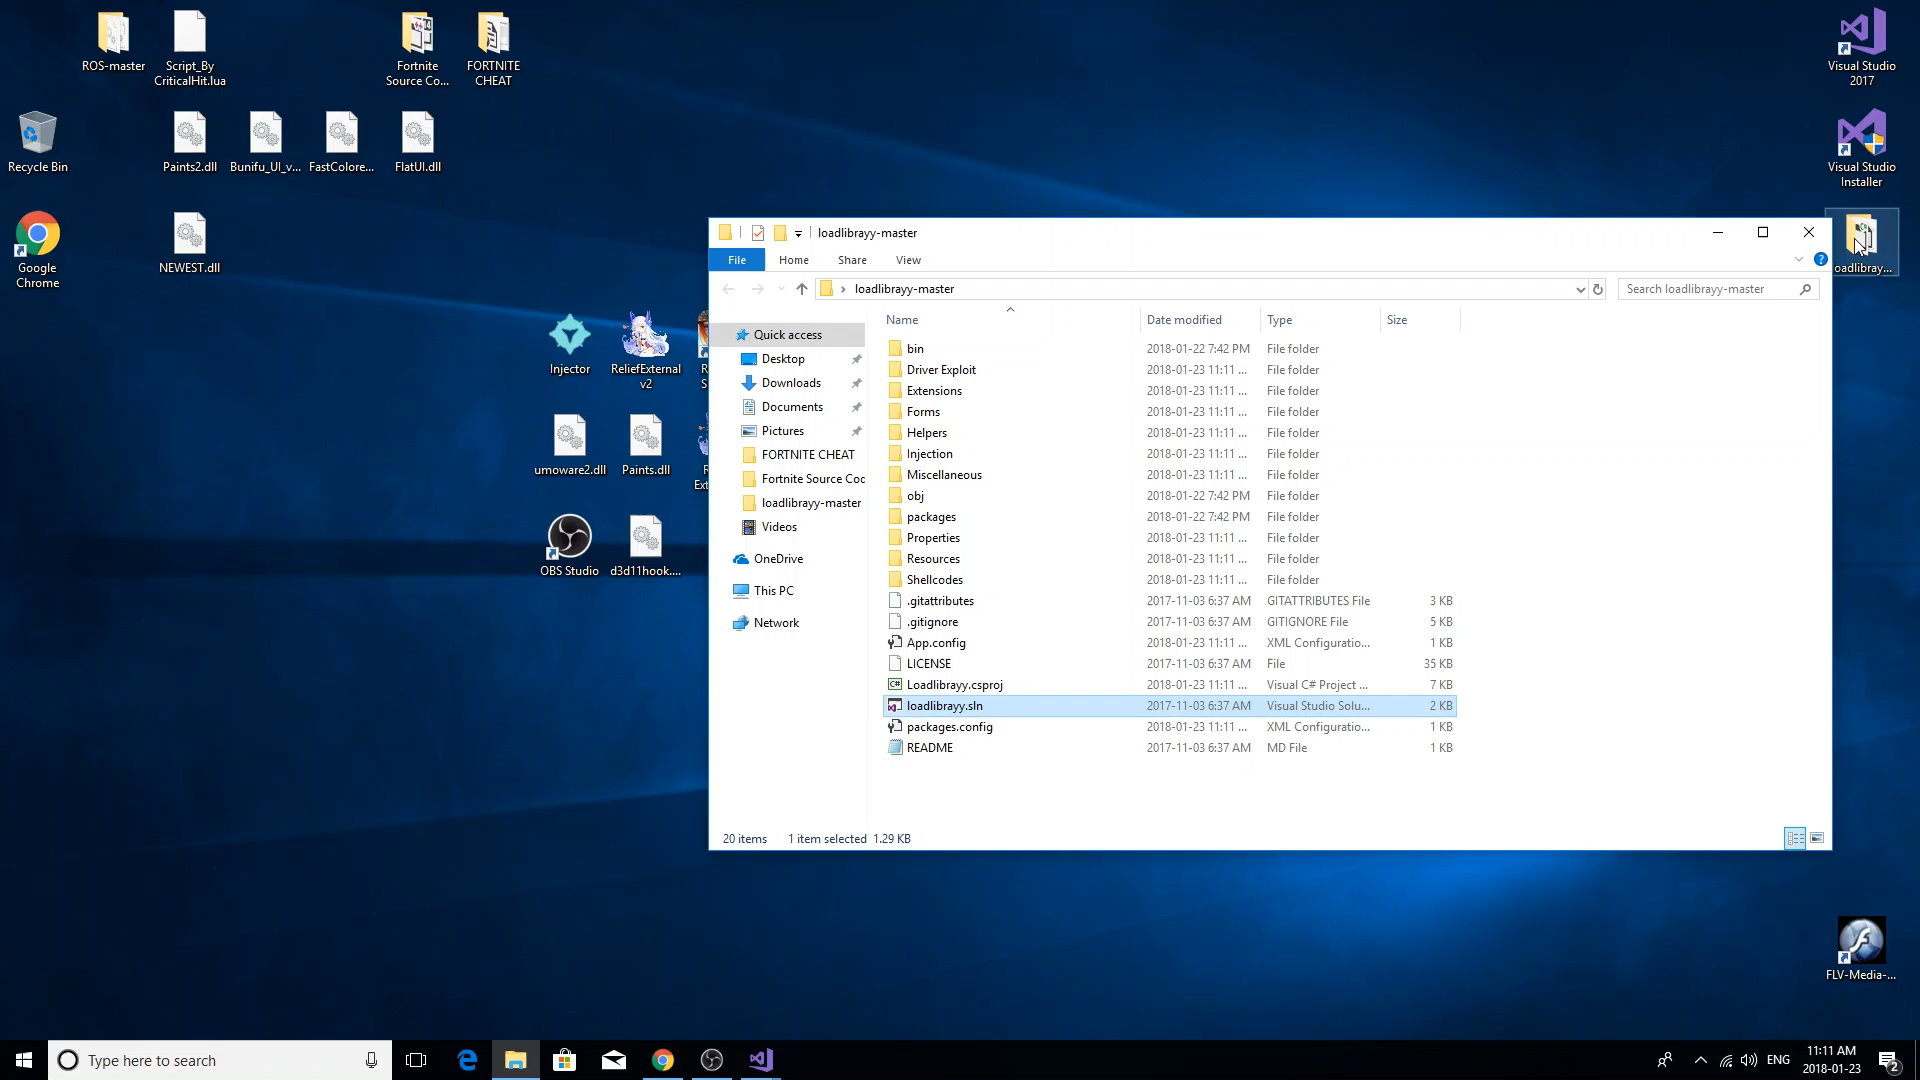 ROS-master
Script_By
CriticalHit.lua
Fortnite
Source Co...
FORTNITE
CHEAT
Visual Studio
2017
Recycle Bin
Paints2.dll
Bunifu_UI_v...
FastColore...
FlatUI.dll
Visual Studio
Installer
Google
Chrome
NEWEST.dll
oadlibray...
Injector
ReliefExternal
v2
umoware2.dll
Paints.dll
OBS Studio
d3d11hook....
loadlibrayy-master
File
Home
Share
View
loadlibrayy-master
Search loadlibrayy-master
Quick access
Desktop
Downloads
Documents
Pictures
FORTNITE CHEAT
Fortnite Source Coc
loadlibrayy-master
Videos
OneDrive
This PC
Network
Name Date modified Type Size
bin 2018-01-22 7:42 PM File folder
Driver Exploit 2018-01-23 11:11 ... File folder
Extensions 2018-01-23 11:11 ... File folder
Forms 2018-01-23 11:11 ... File folder
Helpers 2018-01-23 11:11 ... File folder
Injection 2018-01-23 11:11 ... File folder
Miscellaneous 2018-01-23 11:11 ... File folder
obj 2018-01-22 7:42 PM File folder
packages 2018-01-22 7:42 PM File folder
Properties 2018-01-23 11:11 ... File folder
Resources 2018-01-23 11:11 ... File folder
Shellcodes 2018-01-23 11:11 ... File folder
.gitattributes 2017-11-03 6:37 AM GITATTRIBUTES File 3 KB
.gitignore 2017-11-03 6:37 AM GITIGNORE File 5 KB
App.config 2018-01-23 11:11 ... XML Configuratio... 1 KB
LICENSE 2017-11-03 6:37 AM File 35 KB
Loadlibrayy.csproj 2018-01-23 11:11 ... Visual C# Project ... 7 KB
loadlibrayy.sln 2017-11-03 6:37 AM Visual Studio Solu... 2 KB
packages.config 2018-01-23 11:11 ... XML Configuratio... 1 KB
README 2017-11-03 6:37 AM MD File 1 KB
20 items 1 item selected 1.29 KB
FLV-Media-...
Type here to search
ENG
11:11 AM
2018-01-23
2